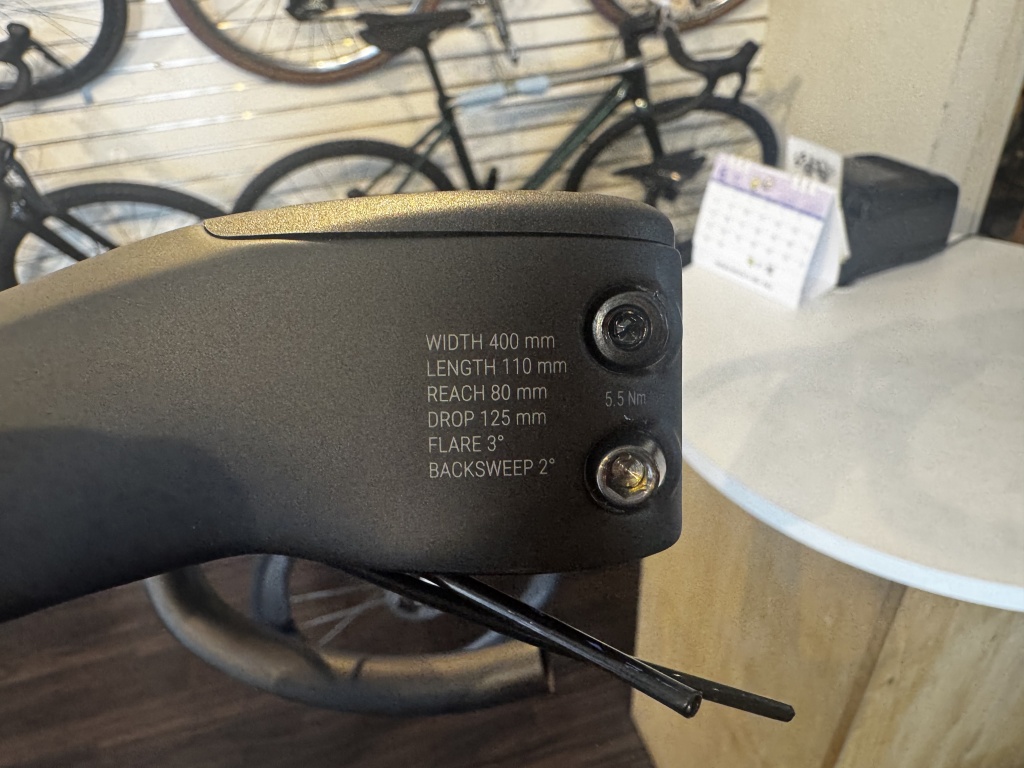 WIDTH 400 mm
LENGTH 110 mm
REACH 80 mm
DROP 125 mm
FLARE 3°
BACKSWEEP 2°
5.5 Nm